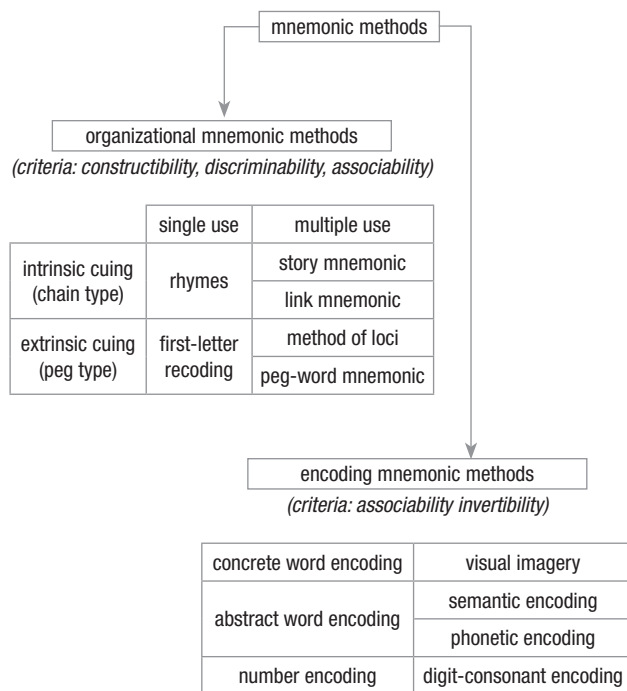 mnemonic methods
organizational mnemonic methods
(criteria: constructibility, discriminability, associability)
single use
multiple use
intrinsic cuing
(chain type)
rhymes
story mnemonic
link mnemonic
extrinsic cuing
(peg type)
first-letter
recoding
method of loci
peg-word mnemonic
encoding mnemonic methods
(criteria: associability invertibility)
concrete word encoding
visual imagery
abstract word encoding
semantic encoding
phonetic encoding
number encoding
digit-consonant encoding